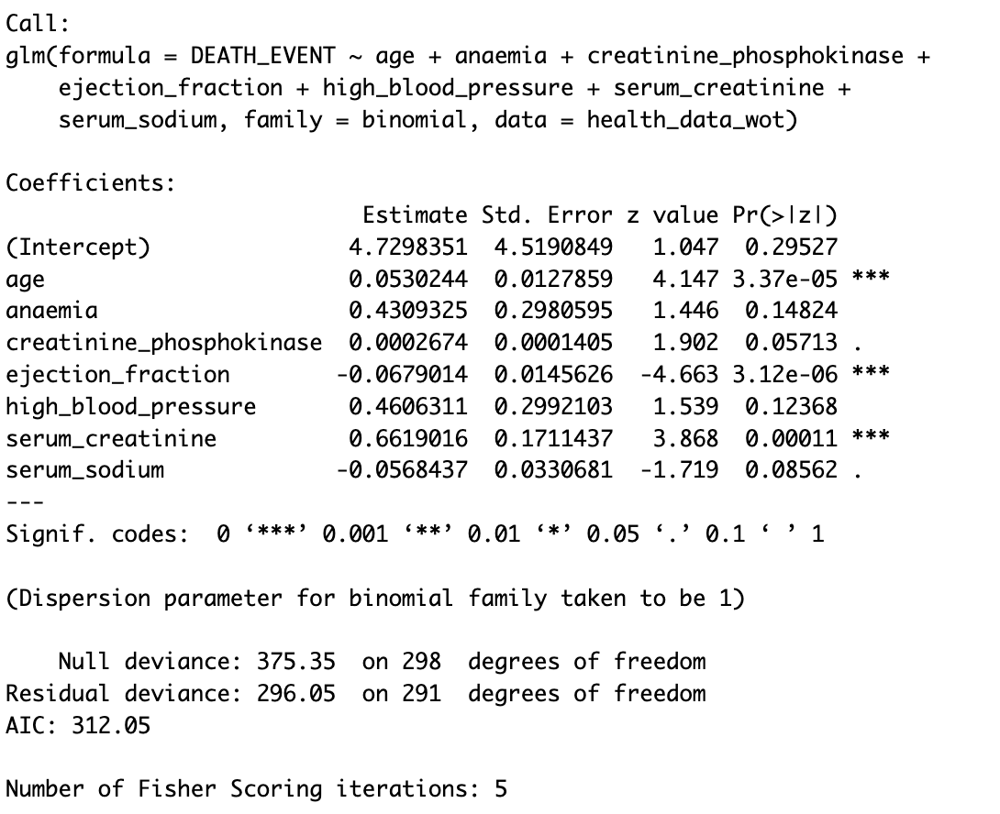 Call:
glm(formula = DEATH_EVENT ~ age + anaemia + creatinine_phosphokinase +
    ejection_fraction + high_blood_pressure + serum_creatinine +
    serum_sodium, family = binomial, data = health_data_wot)

Coefficients:
                           Estimate Std. Error z value Pr(>|z|)
(Intercept)               4.7298351  4.5190849   1.047  0.29527
age                       0.0530244  0.0127859   4.147 3.37e-05 ***
anaemia                   0.4309325  0.2980595   1.446  0.14824
creatinine_phosphokinase  0.0002674  0.0001405   1.902  0.05713 .
ejection_fraction        -0.0679014  0.0145626  -4.663 3.12e-06 ***
high_blood_pressure       0.4606311  0.2992103   1.539  0.12368
serum_creatinine          0.6619016  0.1711437   3.868  0.00011 ***
serum_sodium             -0.0568437  0.0330681  -1.719  0.08562 .
---
Signif. codes:  0 ‘***’ 0.001 ‘**’ 0.01 ‘*’ 0.05 ‘.’ 0.1 ‘ ’ 1

(Dispersion parameter for binomial family taken to be 1)

    Null deviance: 375.35  on 298  degrees of freedom
Residual deviance: 296.05  on 291  degrees of freedom
AIC: 312.05

Number of Fisher Scoring iterations: 5